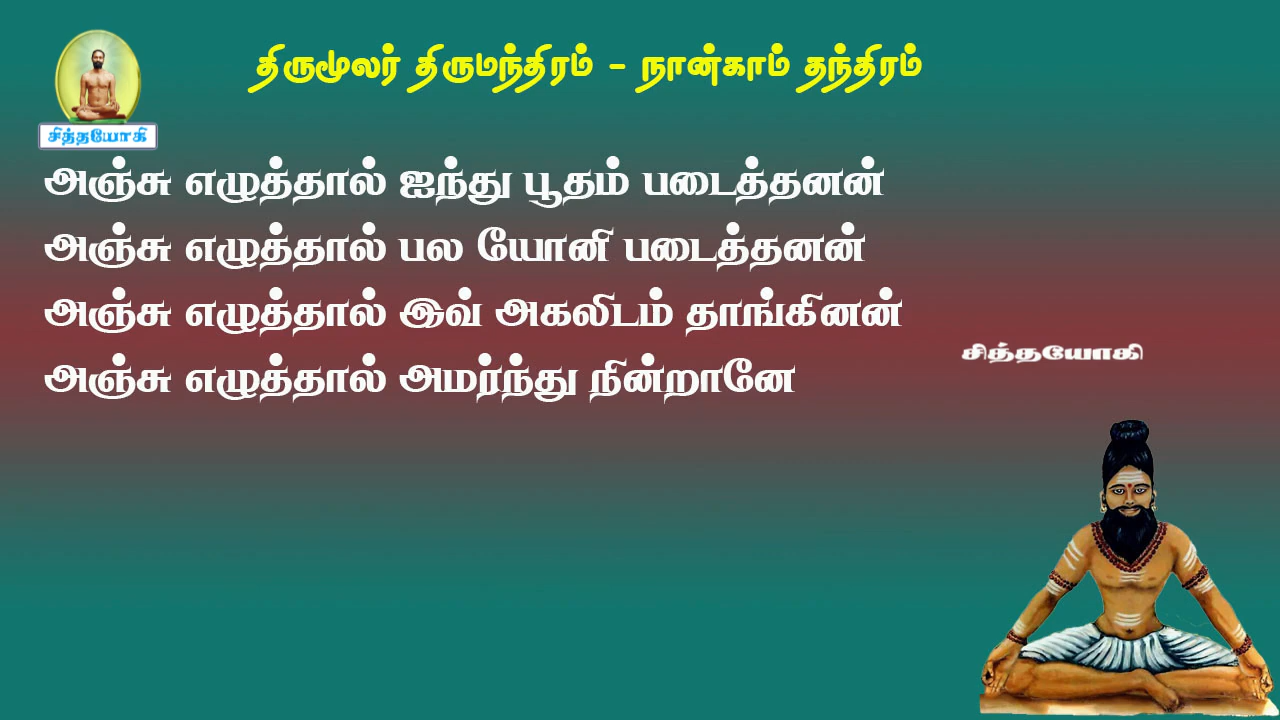 திருமூலர் திருமந்திரம் - நான்காம் தந்திரம்
சித்தயோகி
அஞ்சு எழுத்தால் ஐந்து பூதம் படைத்தனன்
அஞ்சு எழுத்தால் பல யோனி படைத்தனன்
அஞ்சு எழுத்தால் இவ் அகலிடம் தாங்கினன்
சித்தயோகி
அஞ்சு எழுத்தால் அமர்ந்து நின்றானே